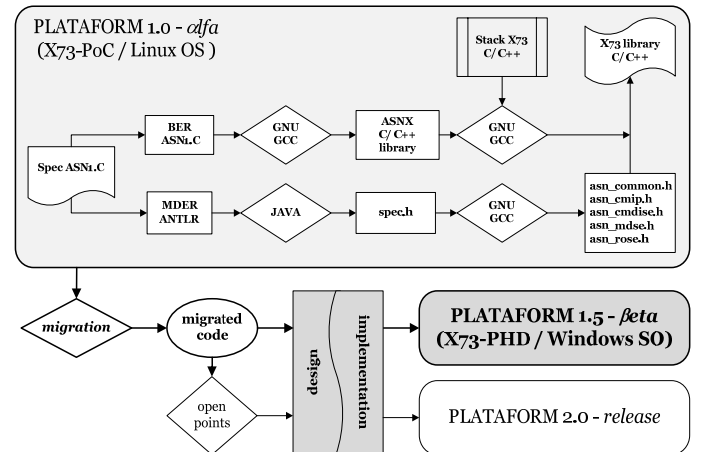 PLATAFORM 1.0 - alfa
(X73-PoC / Linux OS )
Stack X73
C/ C++
X73 library
C/ C++
BER
ASN1.C
GNU
GCC
ASNX
C/ C++
library
GNU
GCC
Spec ASN1.C
MDER
ANTLR
JAVA
spec.h
GNU
GCC
asn_common.h
asn_cmip.h
asn_cmdise.h
asn_mdse.h
asn_rose.h
migration
migrated
code
design
implementation
PLATAFORM 1.5 - βeta
(X73-PHD / Windows SO)
open
points
PLATAFORM 2.0 - release